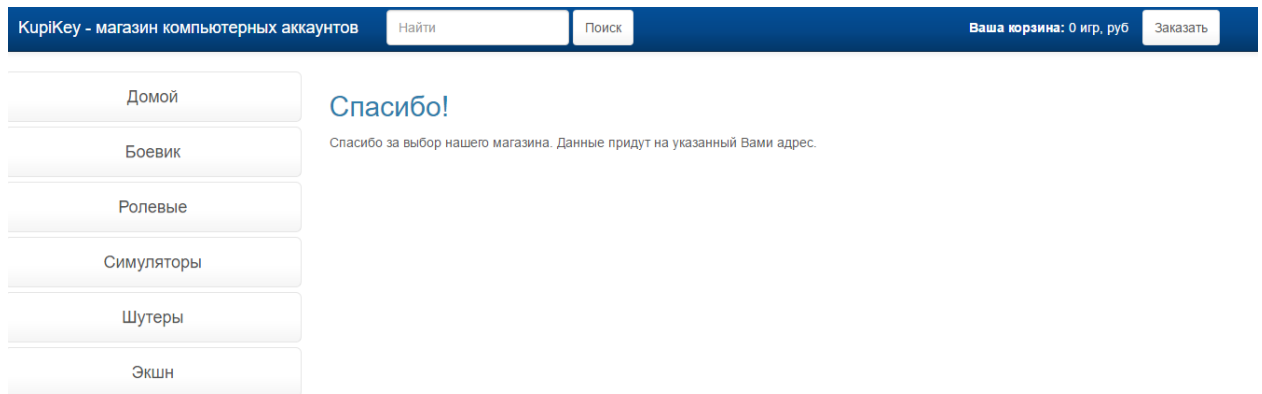 KupiKey - магазин компьютерных аккаунтов Найти Поиск Ваша корзина: 0 игр, руб Заказать
Домой
Спасибо!
Спасибо за выбор нашего магазина. Данные придут на указанный Вами адрес.
Боевик
Ролевые
Симуляторы
Шутеры
Экшн